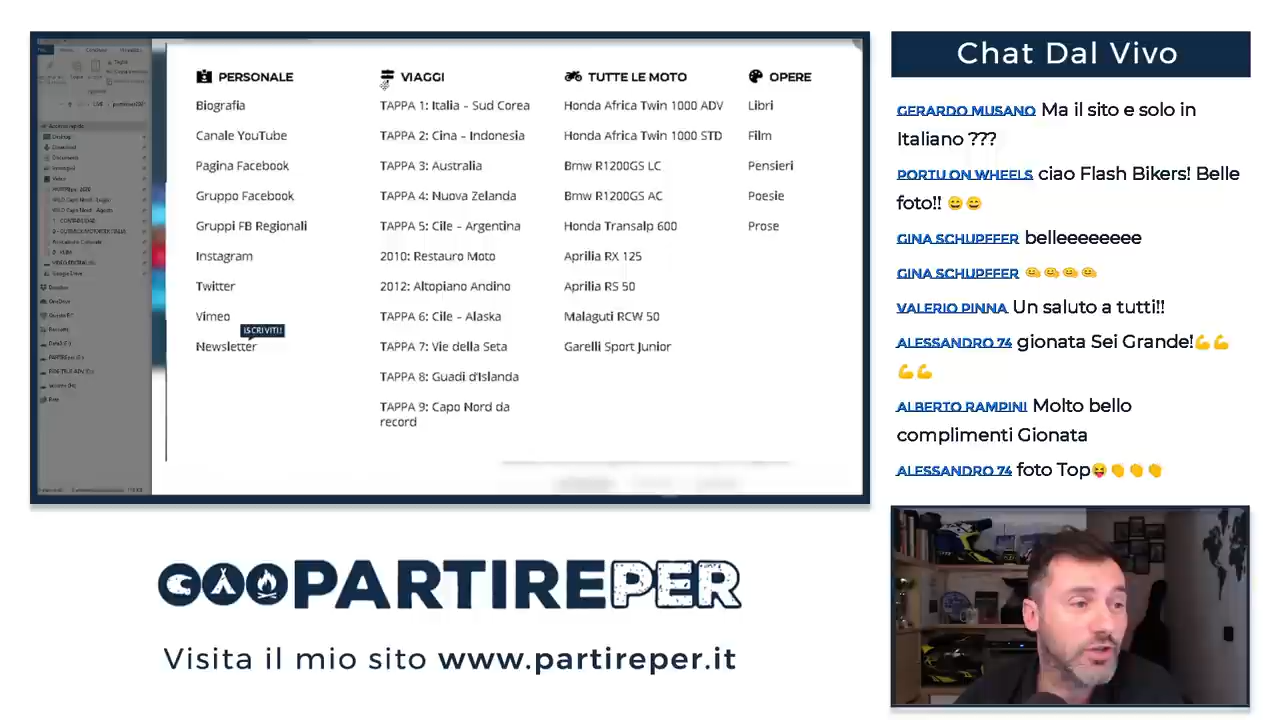 PERSONALE
Biografia
Canale YouTube
Pagina Facebook
Gruppo Facebook
Gruppi FB Regionali
Instagram
Twitter
Vimeo
ISCRIVITI!
Newsletter
VIAGGI
TAPPA 1: Italia – Sud Corea
TAPPA 2: Cina – Indonesia
TAPPA 3: Australia
TAPPA 4: Nuova Zelanda
TAPPA 5: Cile – Argentina
2010: Restauro Moto
2012: Altopiano Andino
TAPPA 6: Cile – Alaska
TAPPA 7: Vie della Seta
TAPPA 8: Guadi d'Islanda
TAPPA 9: Capo Nord da
record
TUTTE LE MOTO
Honda Africa Twin 1000 ADV
Honda Africa Twin 1000 STD
Bmw R1200GS LC
Bmw R1200GS AC
Honda Transalp 600
Aprilia RX 125
Aprilia RS 50
Malaguti RCW 50
Garelli Sport Junior
OPERE
Libri
Film
Pensieri
Poesie
Prose
PARTIREPER
Visita il mio sito www.partireper.it
Chat Dal Vivo
GERARDO MUSANO Ma il sito e solo in
Italiano ???
PORTU ON WHEELS ciao Flash Bikers! Belle
foto!! 😄😄
GINA SCHUPFFER belleeeeeeee
GINA SCHUPFFER 🤗🤗🤗🤗
VALERIO PINNA Un saluto a tutti!!
ALESSANDRO 74 gionata Sei Grande!💪💪
💪💪
ALBERTO RAMPINI Molto bello
complimenti Gionata
ALESSANDRO 74 foto Top😝👏👏👏